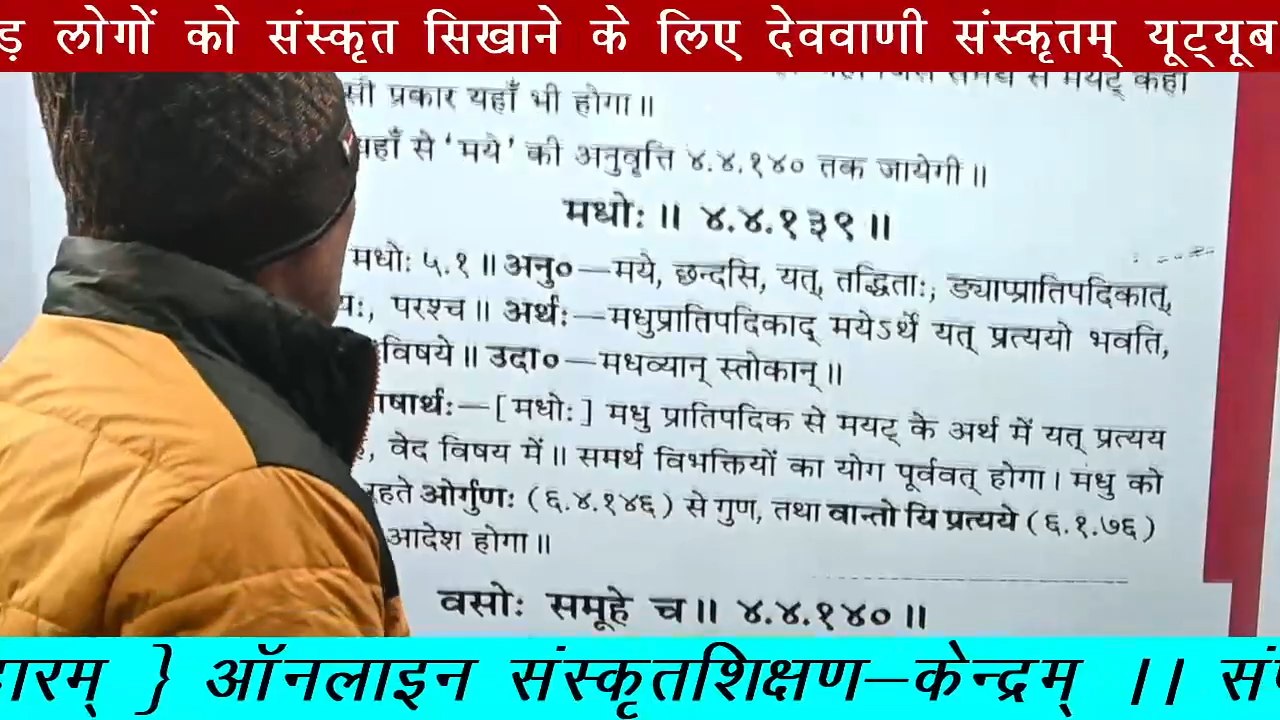 ड़ लोगों को संस्कृत सिखाने के लिए देववाणी संस्कृतम् यूट्यूब
से मयट् कहा
सी प्रकार यहाँ भी होगा॥
यहाँ से 'मये' की अनुवृत्ति ४.४.१४० तक जायेगी॥
मधोः॥ ४.४.१३९॥
मधोः ५.१॥ अनु०—मये, छन्दसि, यत्, तद्धिताः, ङ्याप्प्रातिपदिकात्,
यः, परश्च॥ अर्थः—मधुप्रातिपदिकाद् मयेऽर्थे यत् प्रत्ययो भवति,
विषये॥ उदा०—मधव्यान् स्तोकान्॥
भाषार्थः—[मधोः] मधु प्रातिपदिक से मयट् के अर्थ में यत् प्रत्यय
, वेद विषय में॥ समर्थ विभक्तियों का योग पूर्ववत् होगा। मधु को
हते ओर्गुणः (६.४.१४६) से गुण, तथा वान्तो यि प्रत्यये (६.१.७६)
आदेश होगा॥
वसोः समूहे च॥ ४.४.१४०॥
ारम् } ऑनलाइन संस्कृतशिक्षण–केन्द्रम् ।। सं